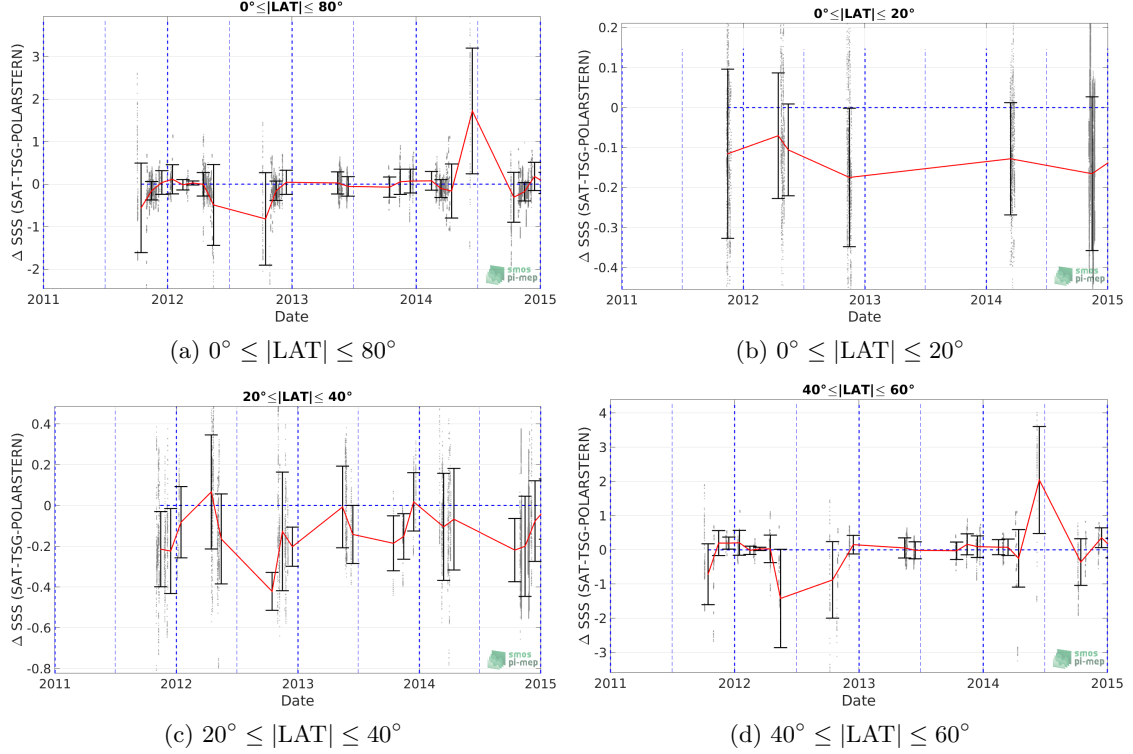 0°≤|LAT|≤ 80°
Δ SSS (SAT-TSG-POLARSTERN)
3
2
1
0
-1
-2
2011
2012
2013
2014
2015
Date
smos
pi-mep
(a) 0° ≤ |LAT| ≤ 80°
0°≤|LAT|≤ 20°
Δ SSS (SAT-TSG-POLARSTERN)
0.2
0.1
0
-0.1
-0.2
-0.3
-0.4
2011
2012
2013
2014
2015
Date
smos
pi-mep
(b) 0° ≤ |LAT| ≤ 20°
20°≤|LAT|≤ 40°
Δ SSS (SAT-TSG-POLARSTERN)
0.4
0.2
0
-0.2
-0.4
-0.6
-0.8
2011
2012
2013
2014
2015
Date
smos
pi-mep
(c) 20° ≤ |LAT| ≤ 40°
40°≤|LAT|≤ 60°
Δ SSS (SAT-TSG-POLARSTERN)
4
3
2
1
0
-1
-2
-3
2011
2012
2013
2014
2015
Date
smos
pi-mep
(d) 40° ≤ |LAT| ≤ 60°